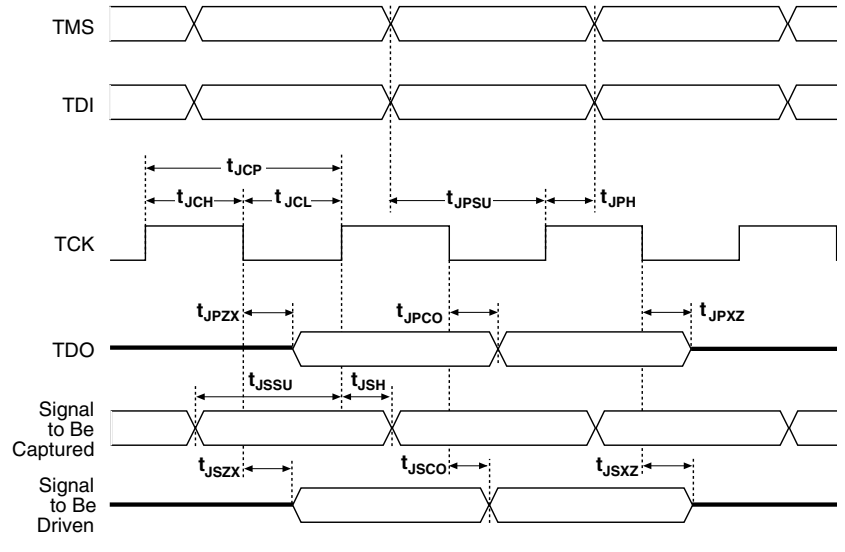 TMS
TDI
tJCP
tJCH tJCL tJPSU tJPH
TCK
tJPZX tJPCO tJPXZ
TDO
tJSSU tJSH
Signal
to Be
Captured
tJSZX tJSCO tJSXZ
Signal
to Be
Driven